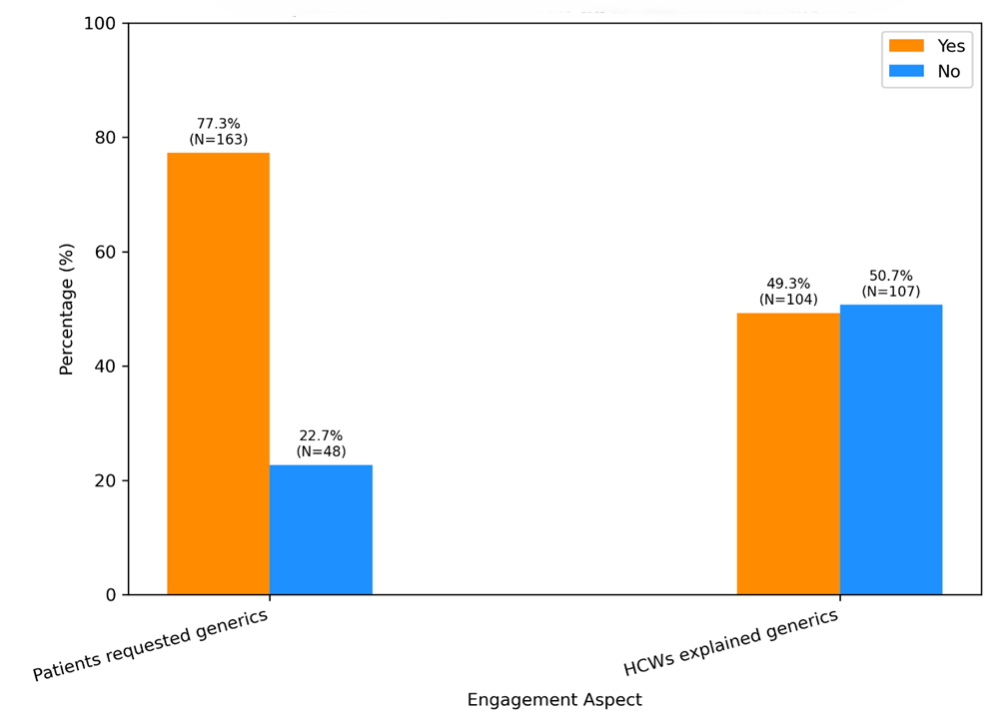 100
80
60
40
20
0
Percentage (%)
Yes
No
77.3%
(N=163)
22.7%
(N=48)
49.3%
(N=104)
50.7%
(N=107)
Patients requested generics
HCWs explained generics
Engagement Aspect